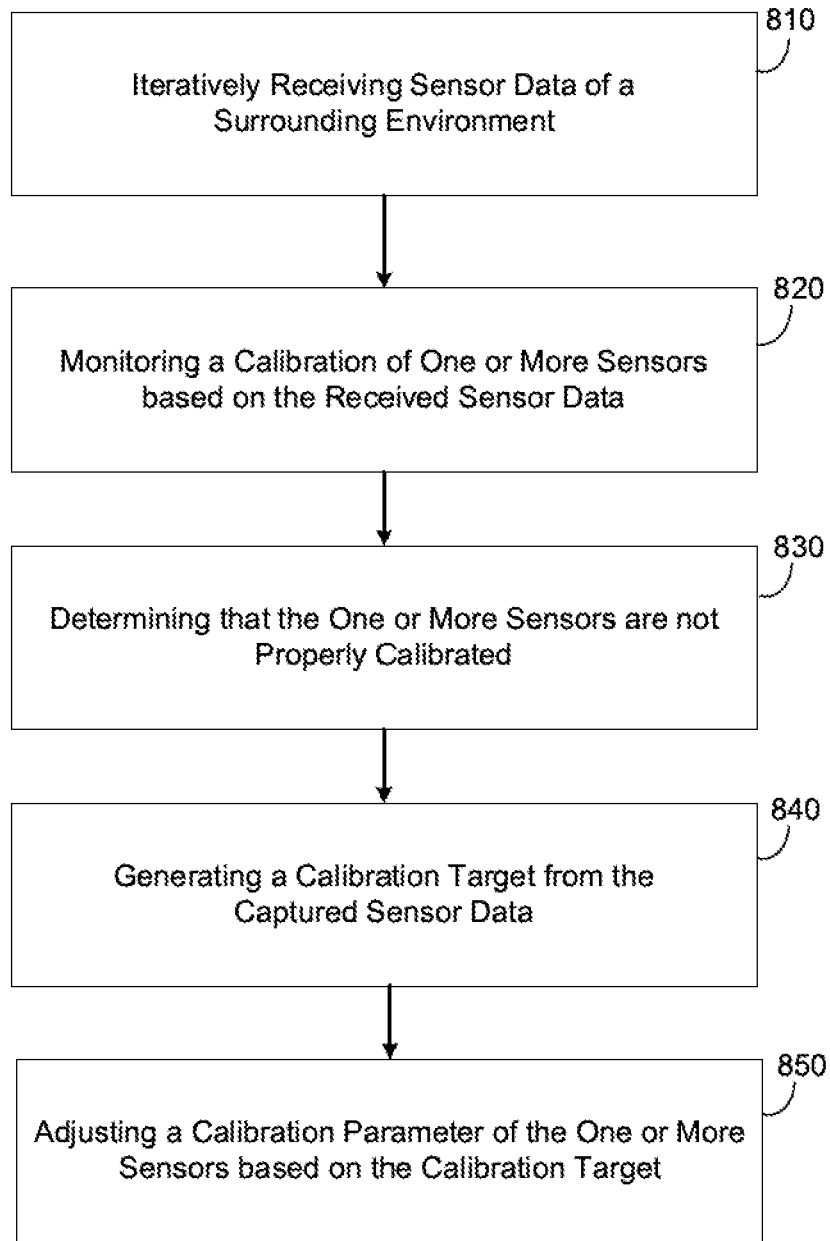 810
Iteratively Receiving Sensor Data of a
Surrounding Environment
820
Monitoring a Calibration of One or More Sensors
based on the Received Sensor Data
830
Determining that the One or More Sensors are not
Properly Calibrated
840
Generating a Calibration Target from the
Captured Sensor Data
850
Adjusting a Calibration Parameter of the One or More
Sensors based on the Calibration Target